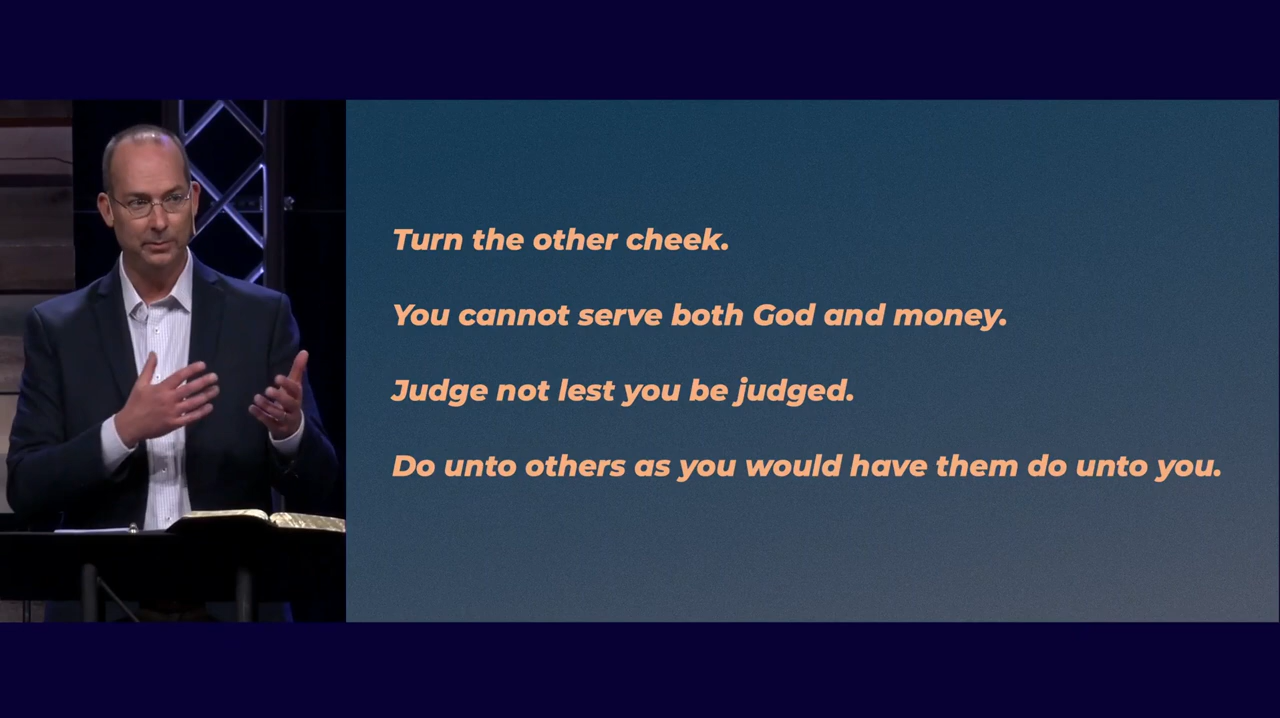 Turn the other cheek.
You cannot serve both God and money.
Judge not lest you be judged.
Do unto others as you would have them do unto you.